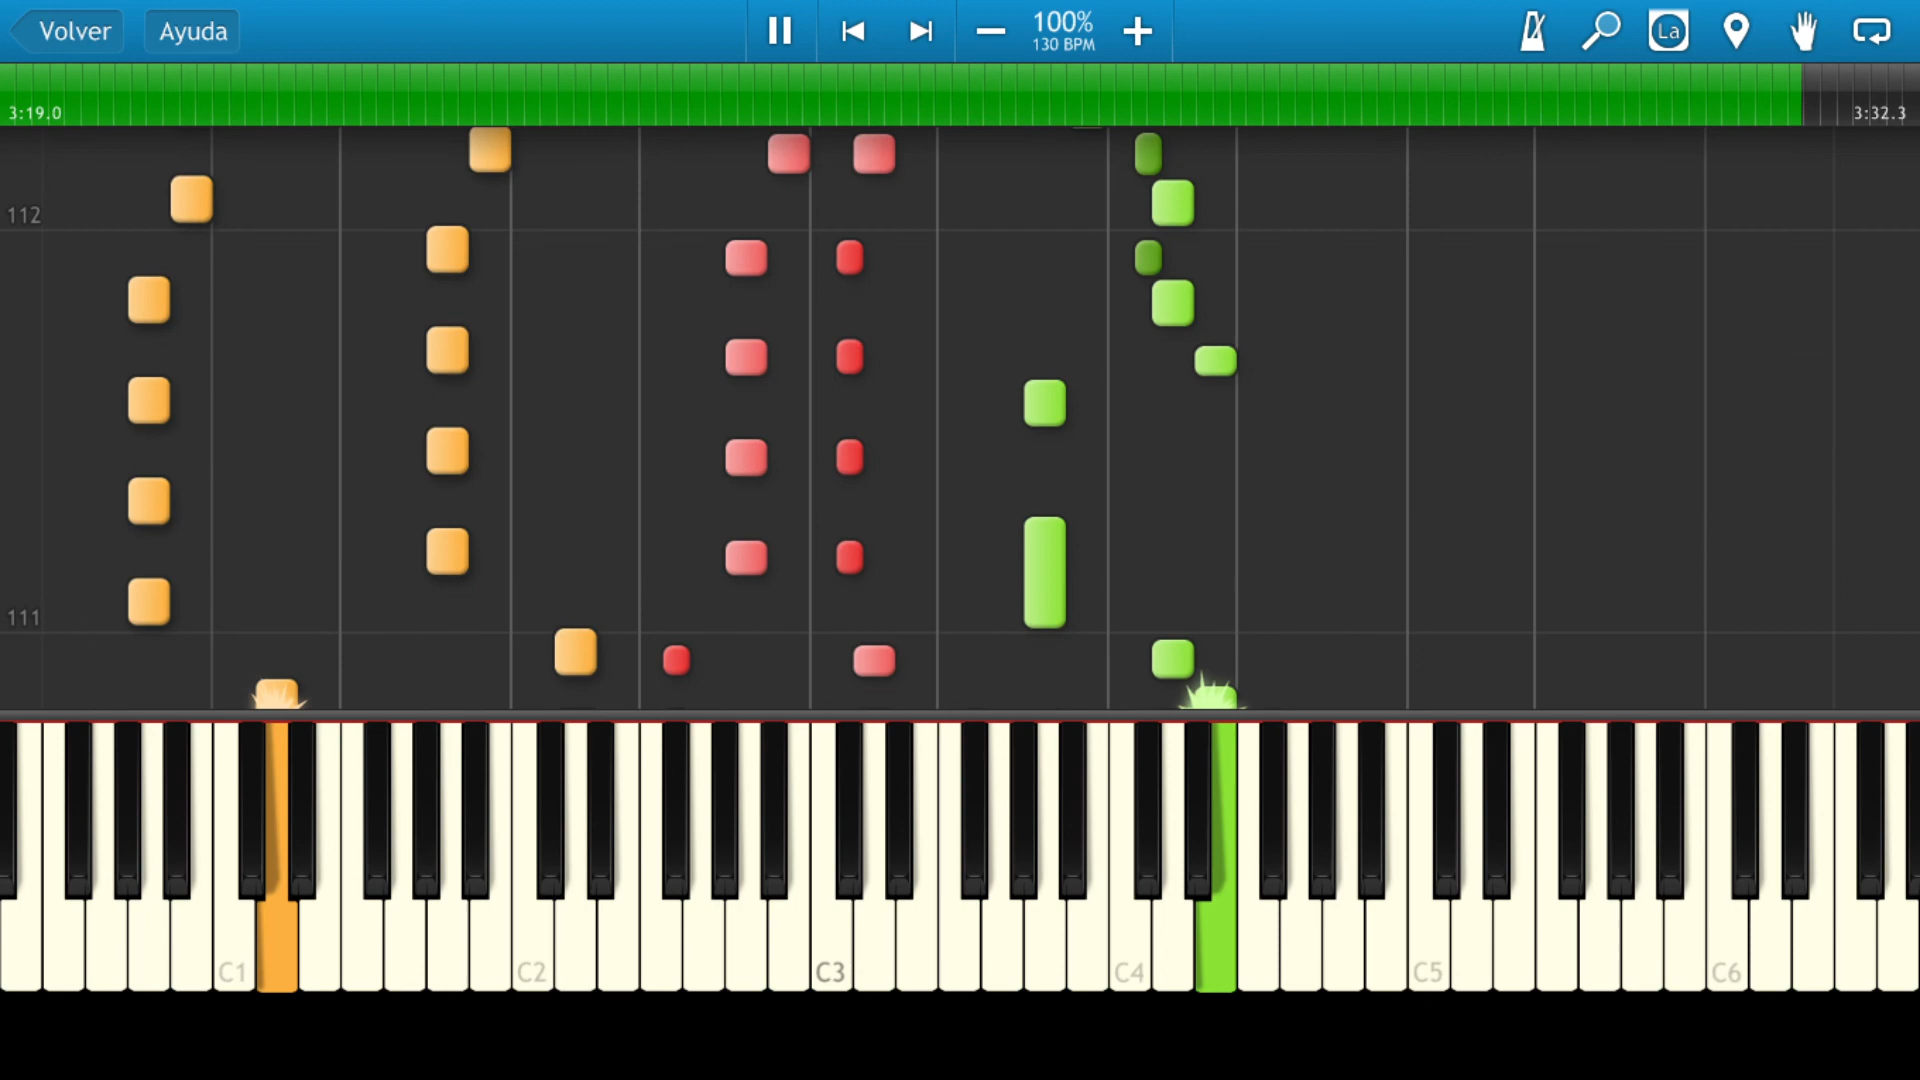 Volver
Ayuda
100%
130 BPM
La
3:19.0
3:32.3
112
111
C1
C2
C3
C4
C5
C6